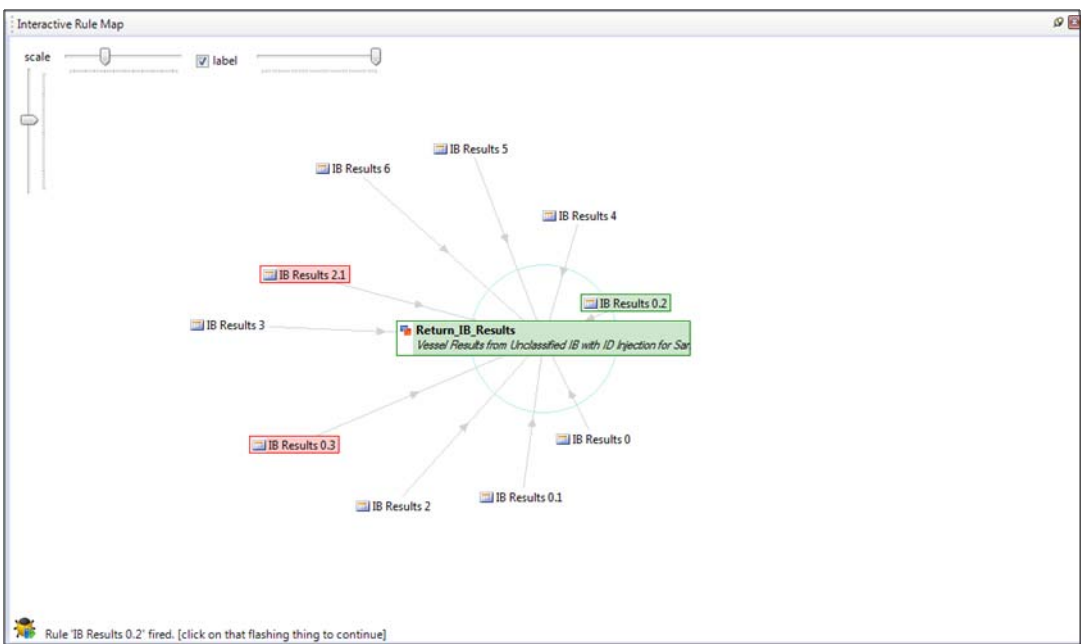 Interactive Rule Map
scale
label
IB Results 5
IB Results 6
IB Results 4
IB Results 2.1
IB Results 0.2
IB Results 3
Return_IB_Results
Vessel Results from Unclassified IB with ID Injection for Sar
IB Results 0.3
IB Results 0
IB Results 2
IB Results 0.1
Rule 'IB Results 0.2' fired. [click on that flashing thing to continue]